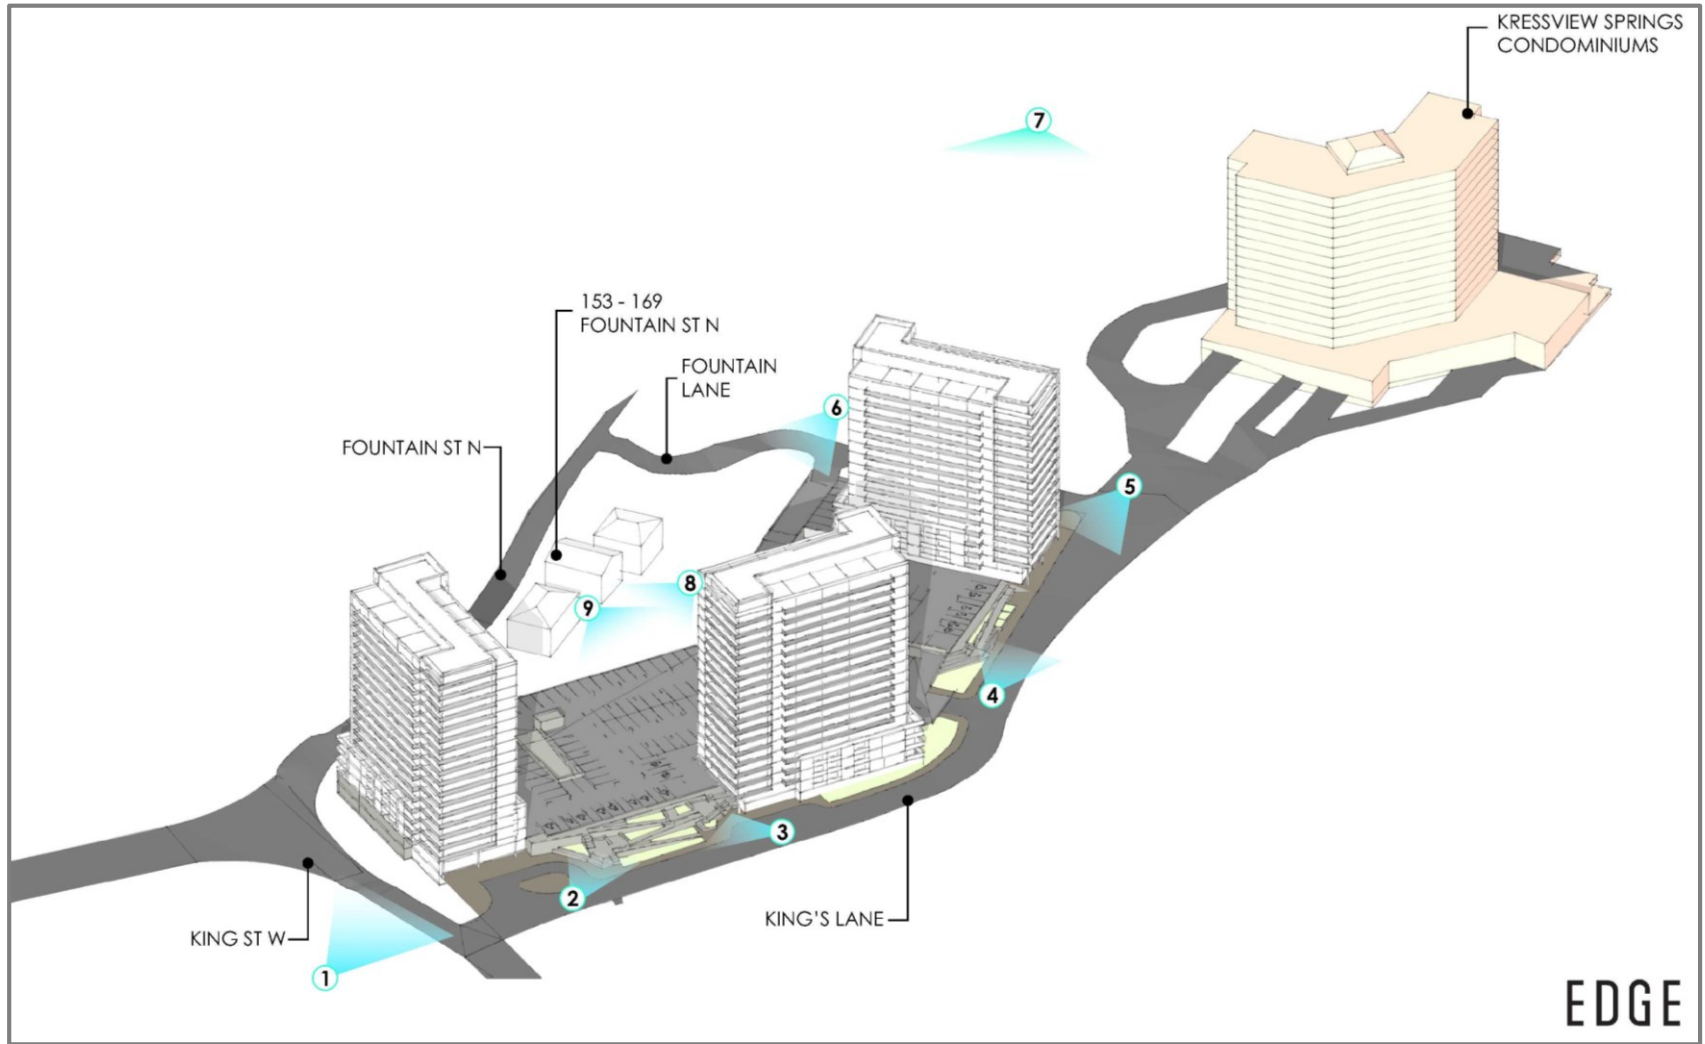 KRESSVIEW SPRINGS
CONDOMINIUMS
7
153 - 169
FOUNTAIN ST N
FOUNTAIN
LANE
6
FOUNTAIN ST N
5
8
9
4
3
2
KING'S LANE
KING ST W
1
EDGE